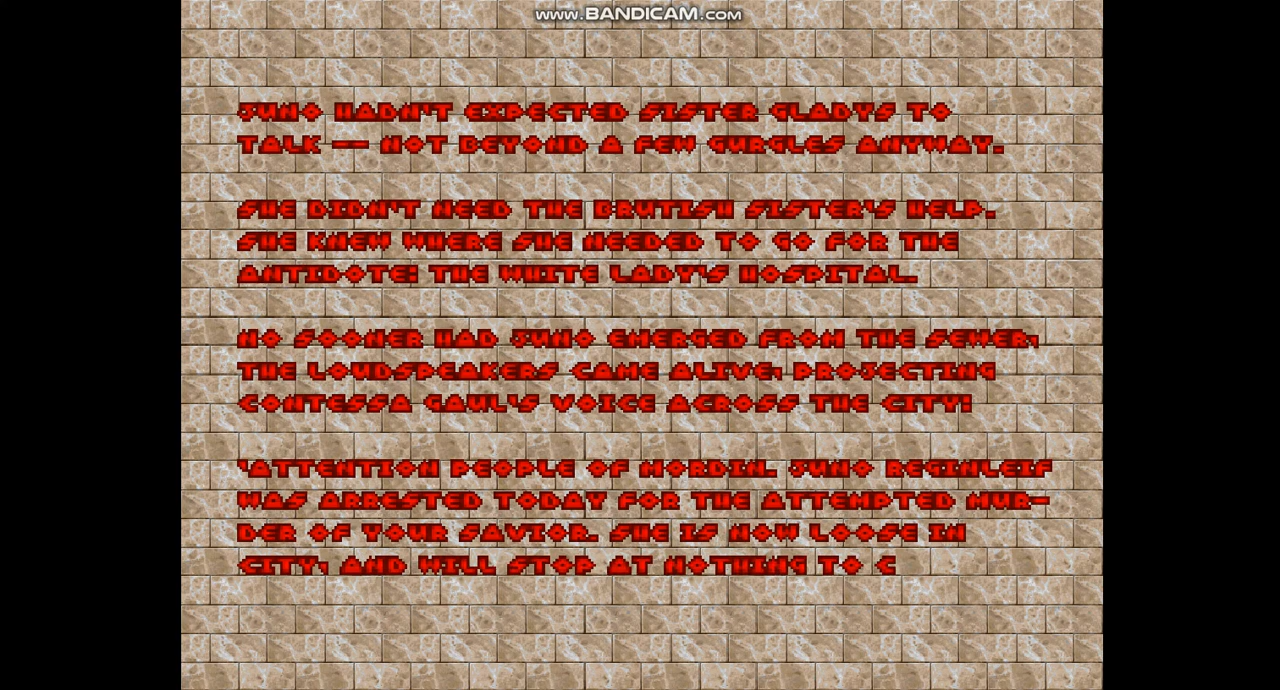 www.BANDICAM.com
JUNO HADN'T EXPECTED SISTER GLADYS TO
TALK -- NOT BEYOND A FEW GURGLES ANYWAY.
SHE DIDN'T NEED THE BRUTISH SISTER'S HELP.
SHE KNEW WHERE SHE NEEDED TO GO FOR THE
ANTIDOTE: THE WHITE LADY'S HOSPITAL.
NO SOONER HAD JUNO EMERGED FROM THE SEWER,
THE LOUDSPEAKERS CAME ALIVE, PROJECTING
CONTESSA GAUL'S VOICE ACROSS THE CITY:
'ATTENTION PEOPLE OF MORDIN. JUNO REGINLEIF
WAS ARRESTED TODAY FOR THE ATTEMPTED MUR-
DER OF YOUR SAVIOR. SHE IS NOW LOOSE IN
CITY, AND WILL STOP AT NOTHING TO C